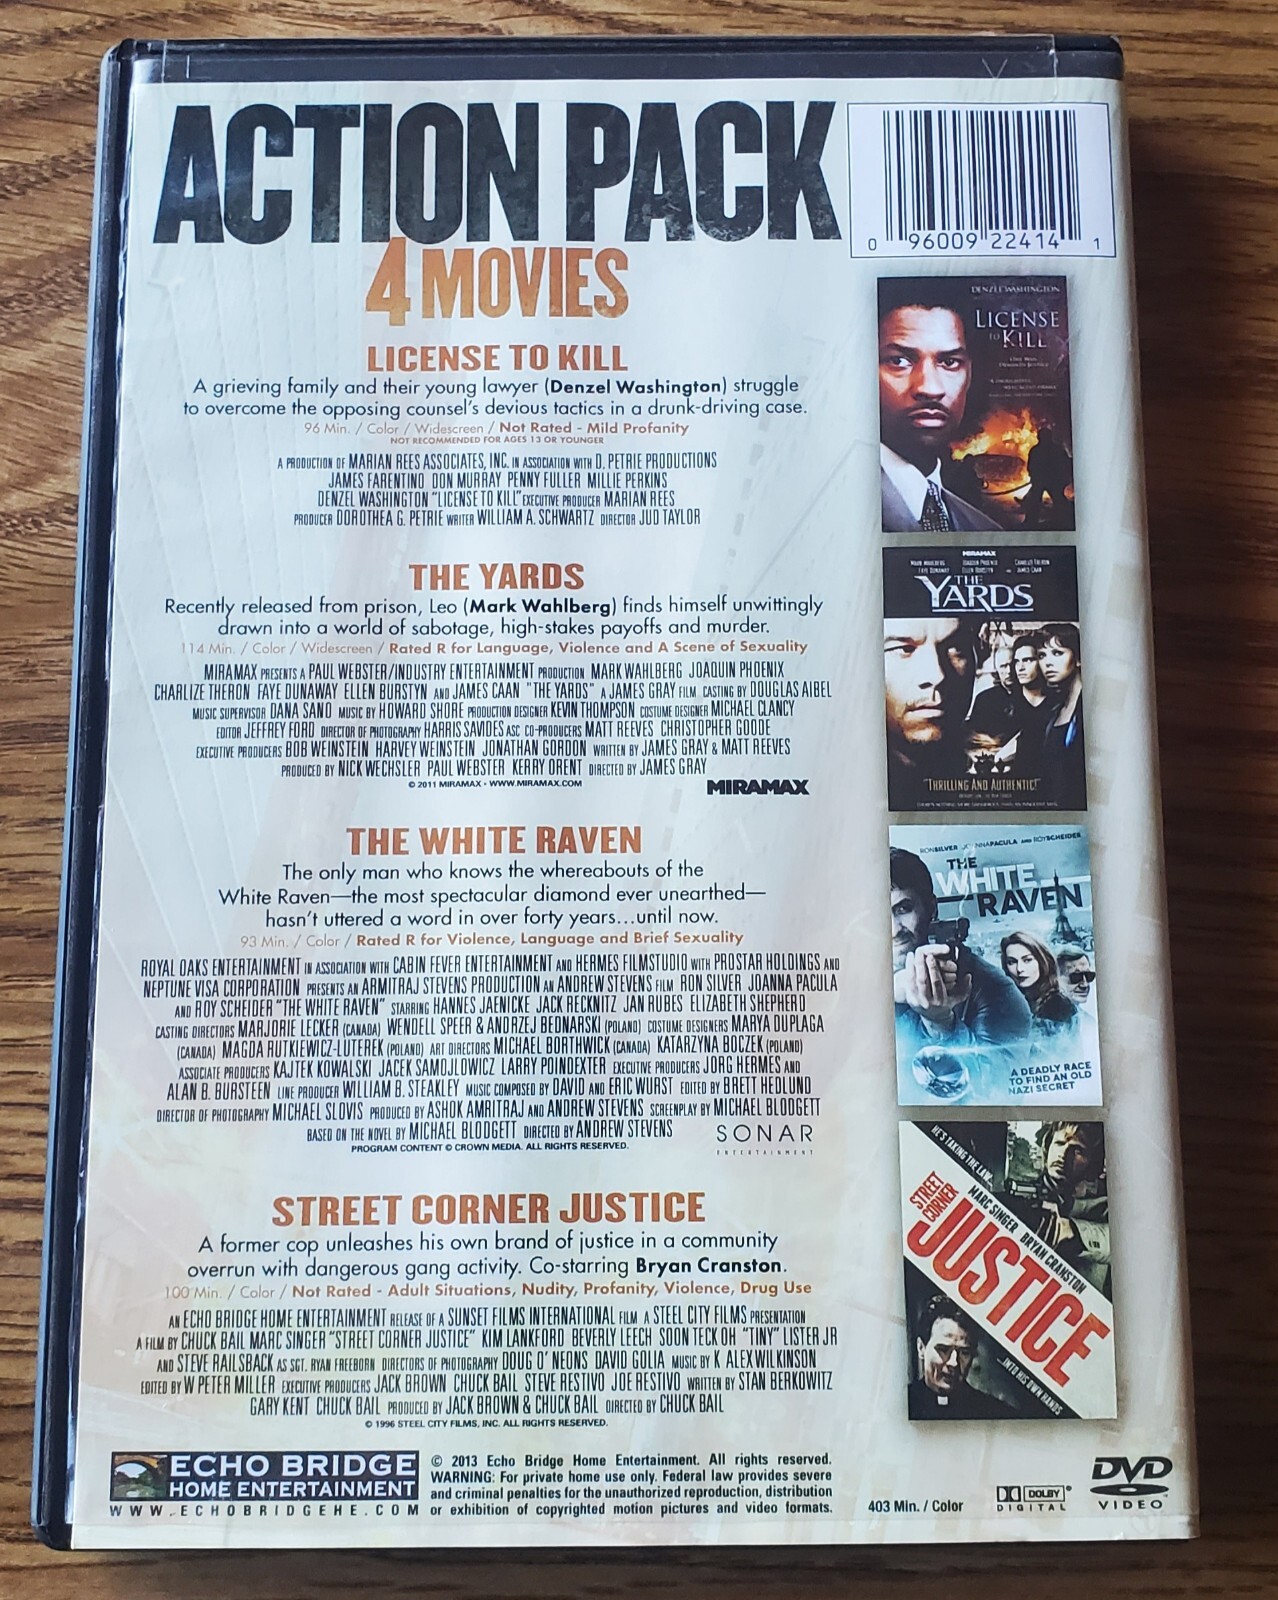 ACTION PACK
4 MOVIES
0 96009 22414 1
LICENSE TO KILL
A grieving family and their young lawyer (Denzel Washington) struggle
to overcome the opposing counsel's devious tactics in a drunk-driving case.
96 Min. / Color / Widescreen / Not Rated - Mild Profanity
NOT RECOMMENDED FOR AGES 13 OR YOUNGER
A PRODUCTION OF MARIAN REES ASSOCIATES, INC. IN ASSOCIATION WITH D. PETRIE PRODUCTIONS
JAMES FARENTINO DON MURRAY PENNY FULLER MILLIE PERKINS
DENZEL WASHINGTON "LICENSE TO KILL" EXECUTIVE PRODUCER MARIAN REES
PRODUCER DOROTHEA G. PETRIE WRITER WILLIAM A. SCHWARTZ DIRECTOR JUD TAYLOR
DENZEL WASHINGTON
LICENSE
TO KILL
THE YARDS
Recently released from prison, Leo (Mark Wahlberg) finds himself unwittingly
drawn into a world of sabotage, high-stakes payoffs and murder.
114 Min. / Color / Widescreen / Rated R for Language, Violence and A Scene of Sexuality
MIRAMAX PRESENTS A PAUL WEBSTER/INDUSTRY ENTERTAINMENT PRODUCTION MARK WAHLBERG JOAQUIN PHOENIX
CHARLIZE THERON FAYE DUNAWAY ELLEN BURSTYN AND JAMES CAAN "THE YARDS" A JAMES GRAY FILM CASTING BY DOUGLAS AIBEL
MUSIC SUPERVISOR DANA SANO MUSIC BY HOWARD SHORE PRODUCTION DESIGNER KEVIN THOMPSON COSTUME DESIGNER MICHAEL CLANCY
EDITOR JEFFREY FORD DIRECTOR OF PHOTOGRAPHY HARRIS SAVIDES ASC CO-PRODUCERS MATT REEVES CHRISTOPHER GOODE
EXECUTIVE PRODUCERS BOB WEINSTEIN HARVEY WEINSTEIN JONATHAN GORDON WRITTEN BY JAMES GRAY & MATT REEVES
PRODUCED BY NICK WECHSLER PAUL WEBSTER KERRY ORENT DIRECTED BY JAMES GRAY
© 2011 MIRAMAX • WWW.MIRAMAX.COM
MIRAMAX
MIRAMAX
MARK WAHLBERG JOAQUIN PHOENIX CHARLIZE THERON
FAYE DUNAWAY ELLEN BURSTYN JAMES CAAN
THE
YARDS
"THRILLING AND AUTHENTIC!"
THE WHITE RAVEN
The only man who knows the whereabouts of the
White Raven—the most spectacular diamond ever unearthed—
hasn't uttered a word in over forty years...until now.
93 Min. / Color / Rated R for Violence, Language and Brief Sexuality
ROYAL OAKS ENTERTAINMENT IN ASSOCIATION WITH CABIN FEVER ENTERTAINMENT AND HERMES FILMSTUDIO WITH PROSTAR HOLDINGS AND
NEPTUNE VISA CORPORATION PRESENTS AN ARMITRAJ STEVENS PRODUCTION AN ANDREW STEVENS FILM RON SILVER JOANNA PACULA
AND ROY SCHEIDER "THE WHITE RAVEN" STARRING HANNES JAENICKE JACK RECKNITZ JAN RUBES ELIZABETH SHEPHERD
CASTING DIRECTORS MARJORIE LECKER (CANADA) WENDELL SPEER & ANDRZEJ BEDNARSKI (POLAND) COSTUME DESIGNERS MARYA DUPLAGA
(CANADA) MAGDA RUTKIEWICZ-LUTEREK (POLAND) ART DIRECTORS MICHAEL BORTHWICK (CANADA) KATARZYNA BOCZEK (POLAND)
ASSOCIATE PRODUCERS KAJTEK KOWALSKI JACEK SAMOJLOWICZ LARRY POINDEXTER EXECUTIVE PRODUCERS JORG HERMES AND
ALAN B. BURSTEEN LINE PRODUCER WILLIAM B. STEAKLEY MUSIC COMPOSED BY DAVID AND ERIC WURST EDITED BY BRETT HEDLUND
DIRECTOR OF PHOTOGRAPHY MICHAEL SLOVIS PRODUCED BY ASHOK AMRITRAJ AND ANDREW STEVENS SCREENPLAY BY MICHAEL BLODGETT
BASED ON THE NOVEL BY MICHAEL BLODGETT DIRECTED BY ANDREW STEVENS
PROGRAM CONTENT © CROWN MEDIA. ALL RIGHTS RESERVED.
SONAR
ENTERTAINMENT
RON SILVER JOANNA PACULA AND ROY SCHEIDER
THE
WHITE
RAVEN
A DEADLY RACE
TO FIND AN OLD
NAZI SECRET
STREET CORNER JUSTICE
A former cop unleashes his own brand of justice in a community
overrun with dangerous gang activity. Co-starring Bryan Cranston.
100 Min. / Color / Not Rated - Adult Situations, Nudity, Profanity, Violence, Drug Use
AN ECHO BRIDGE HOME ENTERTAINMENT RELEASE OF A SUNSET FILMS INTERNATIONAL FILM A STEEL CITY FILMS PRESENTATION
A FILM BY CHUCK BAIL MARC SINGER "STREET CORNER JUSTICE" KIM LANKFORD BEVERLY LEECH SOON TECK OH "TINY" LISTER JR
AND STEVE RAILSBACK AS SGT. RYAN FREEBORN DIRECTORS OF PHOTOGRAPHY DOUG O' NEONS DAVID GOLIA MUSIC BY K ALEX WILKINSON
EDITED BY W PETER MILLER EXECUTIVE PRODUCERS JACK BROWN CHUCK BAIL STEVE RESTIVO JOE RESTIVO WRITTEN BY STAN BERKOWITZ
GARY KENT CHUCK BAIL PRODUCED BY JACK BROWN & CHUCK BAIL DIRECTED BY CHUCK BAIL
© 1996 STEEL CITY FILMS, INC. ALL RIGHTS RESERVED.
HE'S TAKING THE LAW...
MARC SINGER BRYAN CRANSTON
STREET
CORNER
JUSTICE
...INTO HIS OWN HANDS
ECHO BRIDGE
HOME ENTERTAINMENT
WWW.ECHOBRIDGEHE.COM
© 2013 Echo Bridge Home Entertainment. All rights reserved.
WARNING: For private home use only. Federal law provides severe
and criminal penalties for the unauthorized reproduction, distribution
or exhibition of copyrighted motion pictures and video formats.
403 Min. / Color
DOLBY
DIGITAL
DVD
VIDEO